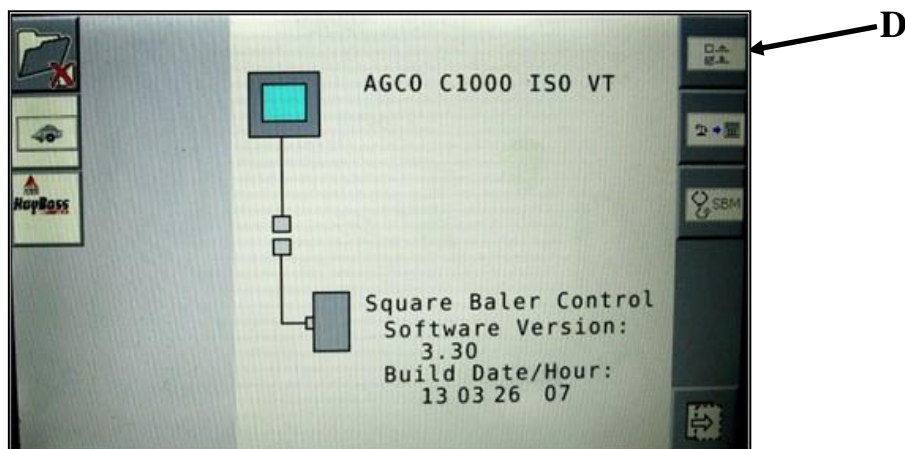 D
AGCO C1000 ISO VT
HayBoss
SBM
Square Baler Control
Software Version:
3.30
Build Date/Hour:
13 03 26 07